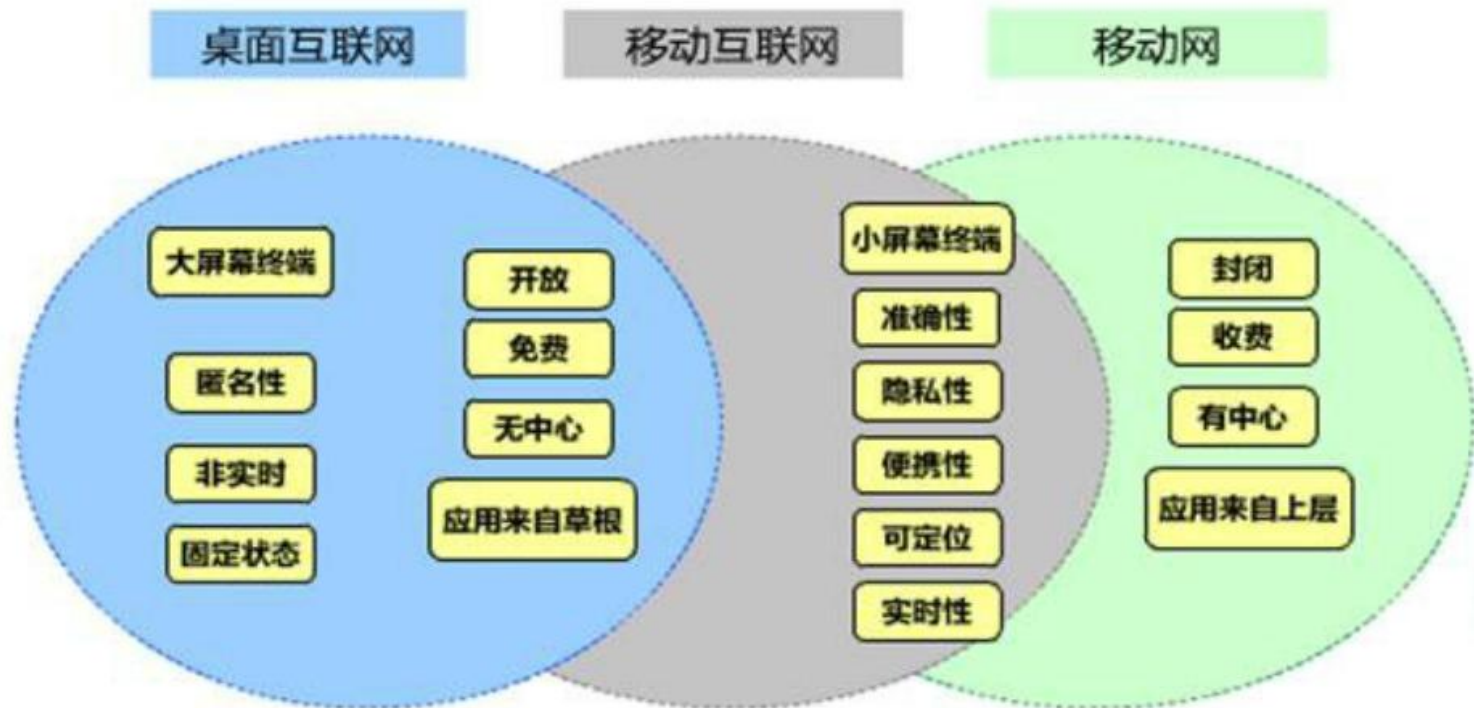 桌面互联网
移动互联网
移动网
大屏幕终端
匿名性
非实时
固定状态
开放
免费
无中心
应用来自草根
小屏幕终端
准确性
隐私性
便携性
可定位
实时性
封闭
收费
有中心
应用来自上层